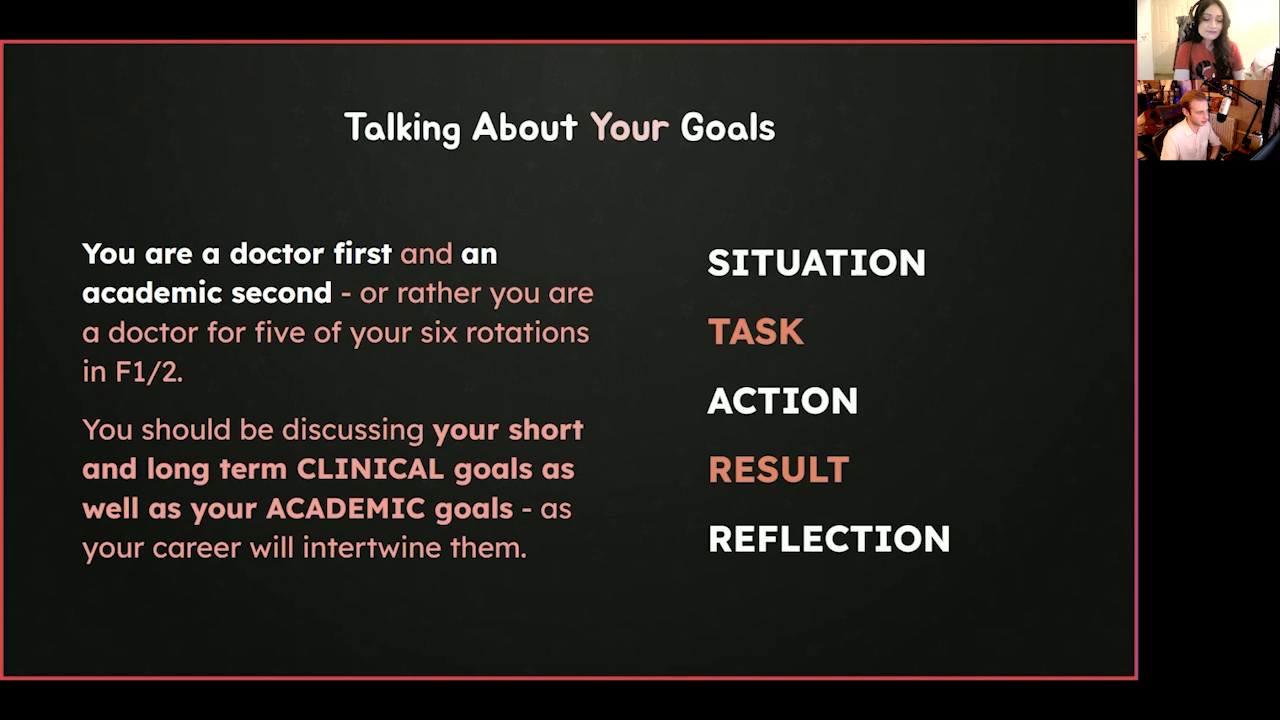 Talking About Your Goals
You are a doctor first and an
academic second - or rather you are
a doctor for five of your six rotations
in F1/2.
You should be discussing your short
and long term CLINICAL goals as
well as your ACADEMIC goals - as
your career will intertwine them.
SITUATION
TASK
ACTION
RESULT
REFLECTION